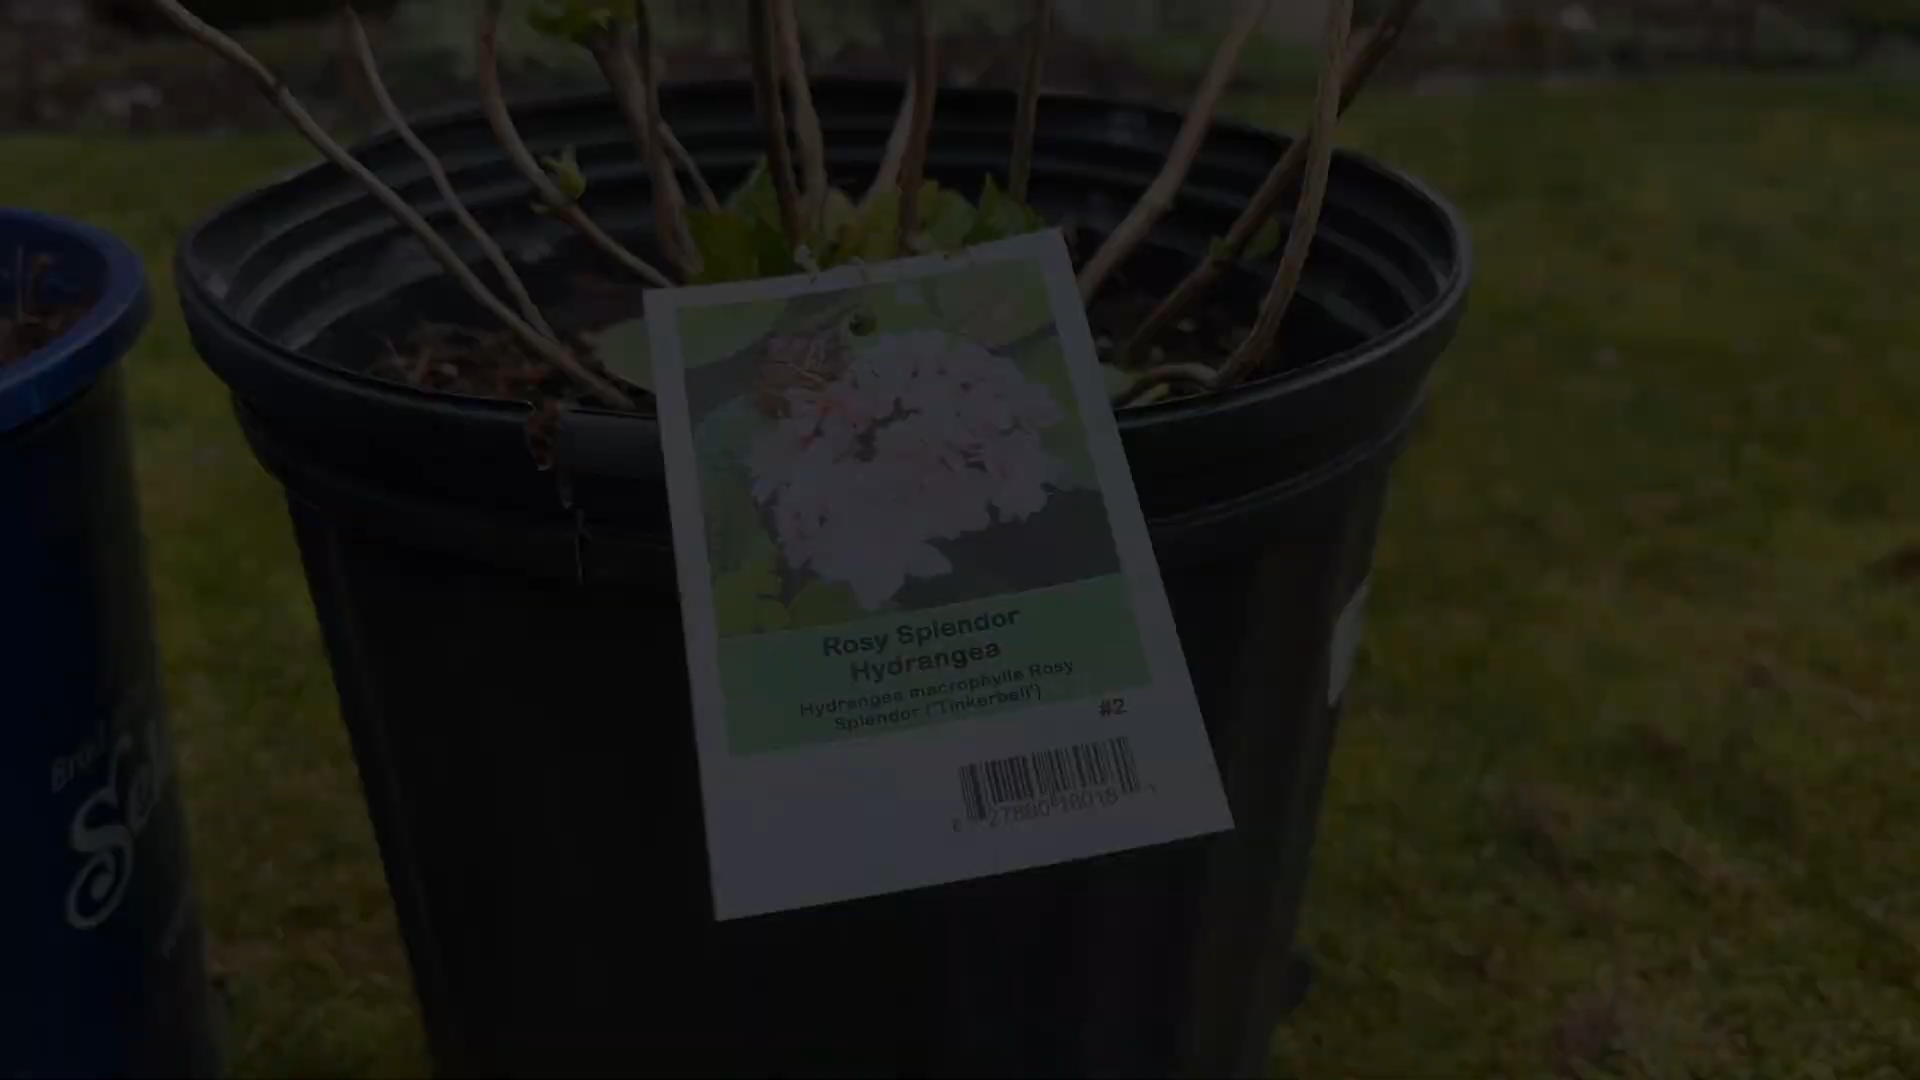 Rosy Splendor
Hydrangea
Hydrangea macrophylla Rosy
Splendor ('Tinkerbell')
#2